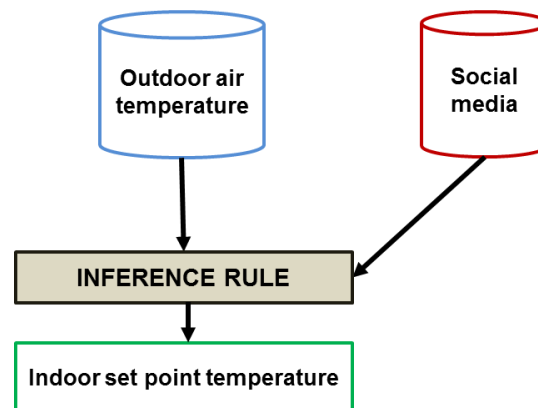 Outdoor air
temperature
Social
media
INFERENCE RULE
Indoor set point temperature